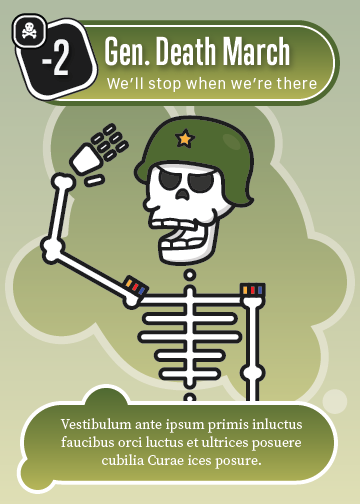 -2
Gen. Death March
We'll stop when we're there
Vestibulum ante ipsum primis inluctus
faucibus orci luctus et ultrices posuere
cubilia Curae ices posure.